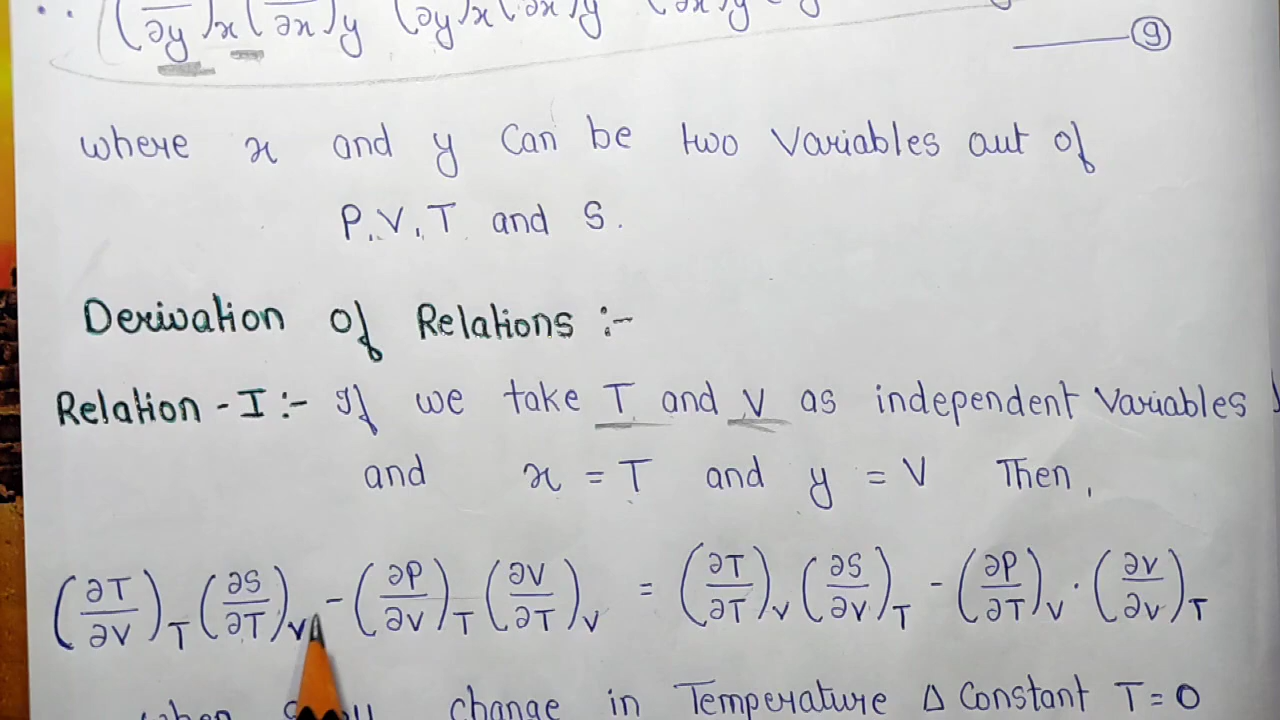 ∴ (∂y)x (∂x)y (∂y)x (∂x)y (∂x)y
⑨
where x and y can be two variables out of
P, V, T and S.
Derivation of Relations :-
Relation - I :- If we take T and V as independent variables
and x = T and y = V Then,
(∂T/∂V)_T (∂S/∂T)_V - (∂P/∂V)_T (∂V/∂T)_V = (∂T/∂T)_V (∂S/∂V)_T - (∂P/∂T)_V · (∂V/∂V)_T
change in Temperature Δ Constant T = 0